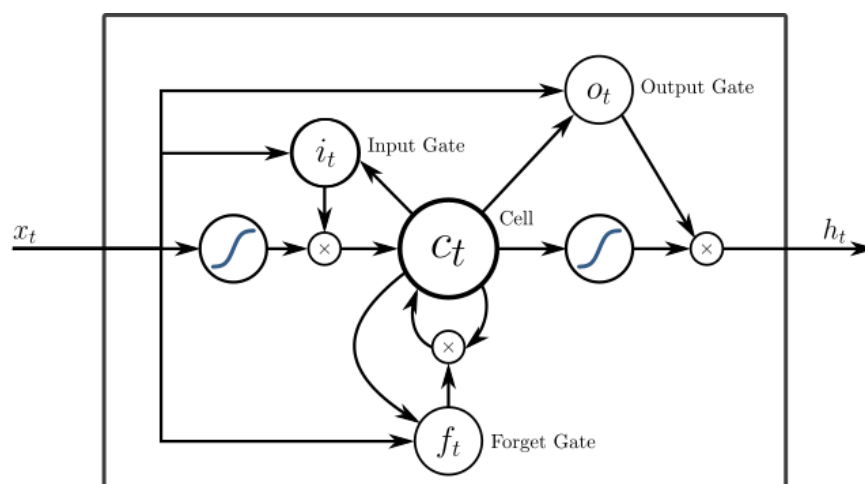 o_t Output Gate
i_t Input Gate
x_t
×
c_t Cell
×
h_t
×
f_t Forget Gate